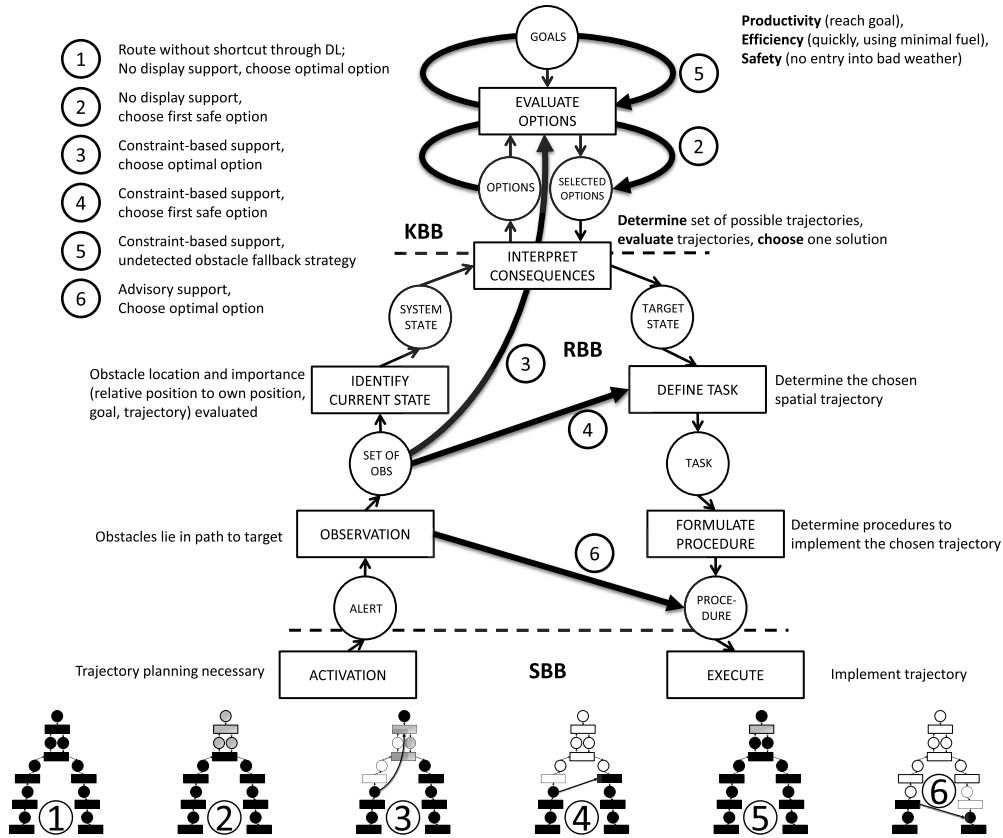 1
Route without shortcut through DL;
No display support, choose optimal option
2
No display support,
choose first safe option
3
Constraint-based support,
choose optimal option
4
Constraint-based support,
choose first safe option
5
Constraint-based support,
undetected obstacle fallback strategy
6
Advisory support,
Choose optimal option
Productivity (reach goal),
Efficiency (quickly, using minimal fuel),
Safety (no entry into bad weather)
GOALS
5
EVALUATE
OPTIONS
2
OPTIONS
SELECTED
OPTIONS
Determine set of possible trajectories,
evaluate trajectories, choose one solution
KBB
INTERPRET
CONSEQUENCES
SYSTEM
STATE
TARGET
STATE
RBB
3
Obstacle location and importance
(relative position to own position,
goal, trajectory) evaluated
IDENTIFY
CURRENT STATE
DEFINE TASK
Determine the chosen
spatial trajectory
4
SET OF
OBS
TASK
Obstacles lie in path to target
OBSERVATION
FORMULATE
PROCEDURE
Determine procedures to
implement the chosen trajectory
6
ALERT
PROCE-
DURE
Trajectory planning necessary
ACTIVATION
SBB
EXECUTE
Implement trajectory
1
2
3
4
5
6